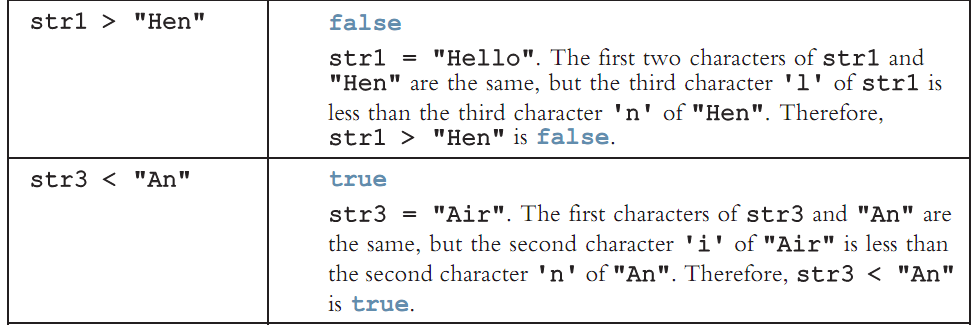 str1 > "Hen"
false
str1 = "Hello". The first two characters of str1 and
"Hen" are the same, but the third character 'l' of str1 is
less than the third character 'n' of "Hen". Therefore,
str1 > "Hen" is false.
str3 < "An"
true
str3 = "Air". The first characters of str3 and "An" are
the same, but the second character 'i' of "Air" is less than
the second character 'n' of "An". Therefore, str3 < "An"
is true.